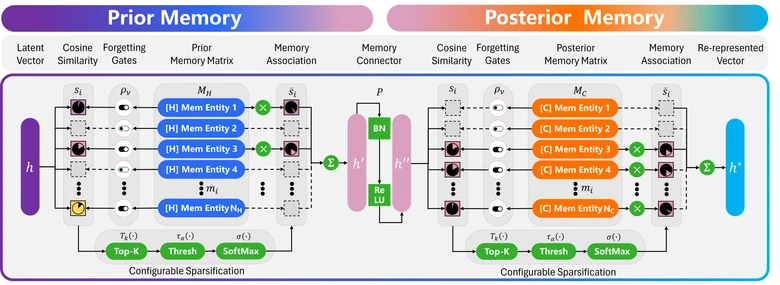 Prior Memory
Posterior Memory
Latent Vector
Cosine Similarity
Forgetting Gates
Prior Memory Matrix
Memory Association
Memory Connector
Cosine Similarity
Forgetting Gates
Posterior Memory Matrix
Memory Association
Re-represented Vector
h
s_i
ρ_ν
M_H
[H] Mem Entity 1
[H] Mem Entity 2
[H] Mem Entity 3
[H] Mem Entity 4
m_i
[H] Mem Entity N_H
×
×
s̄_i
Σ
T_k(·)
τ_α(·)
σ(·)
Top-K
Thresh
SoftMax
Configurable Sparsification
P
h′
BN
Re
LU
h′′
s_i
ρ_ν
M_C
[C] Mem Entity 1
[C] Mem Entity 2
[C] Mem Entity 3
[C] Mem Entity 4
m_i
[C] Mem Entity N_C
×
×
×
s̄_i
Σ
h*
T_k(·)
τ_α(·)
σ(·)
Top-K
Thresh
SoftMax
Configurable Sparsification